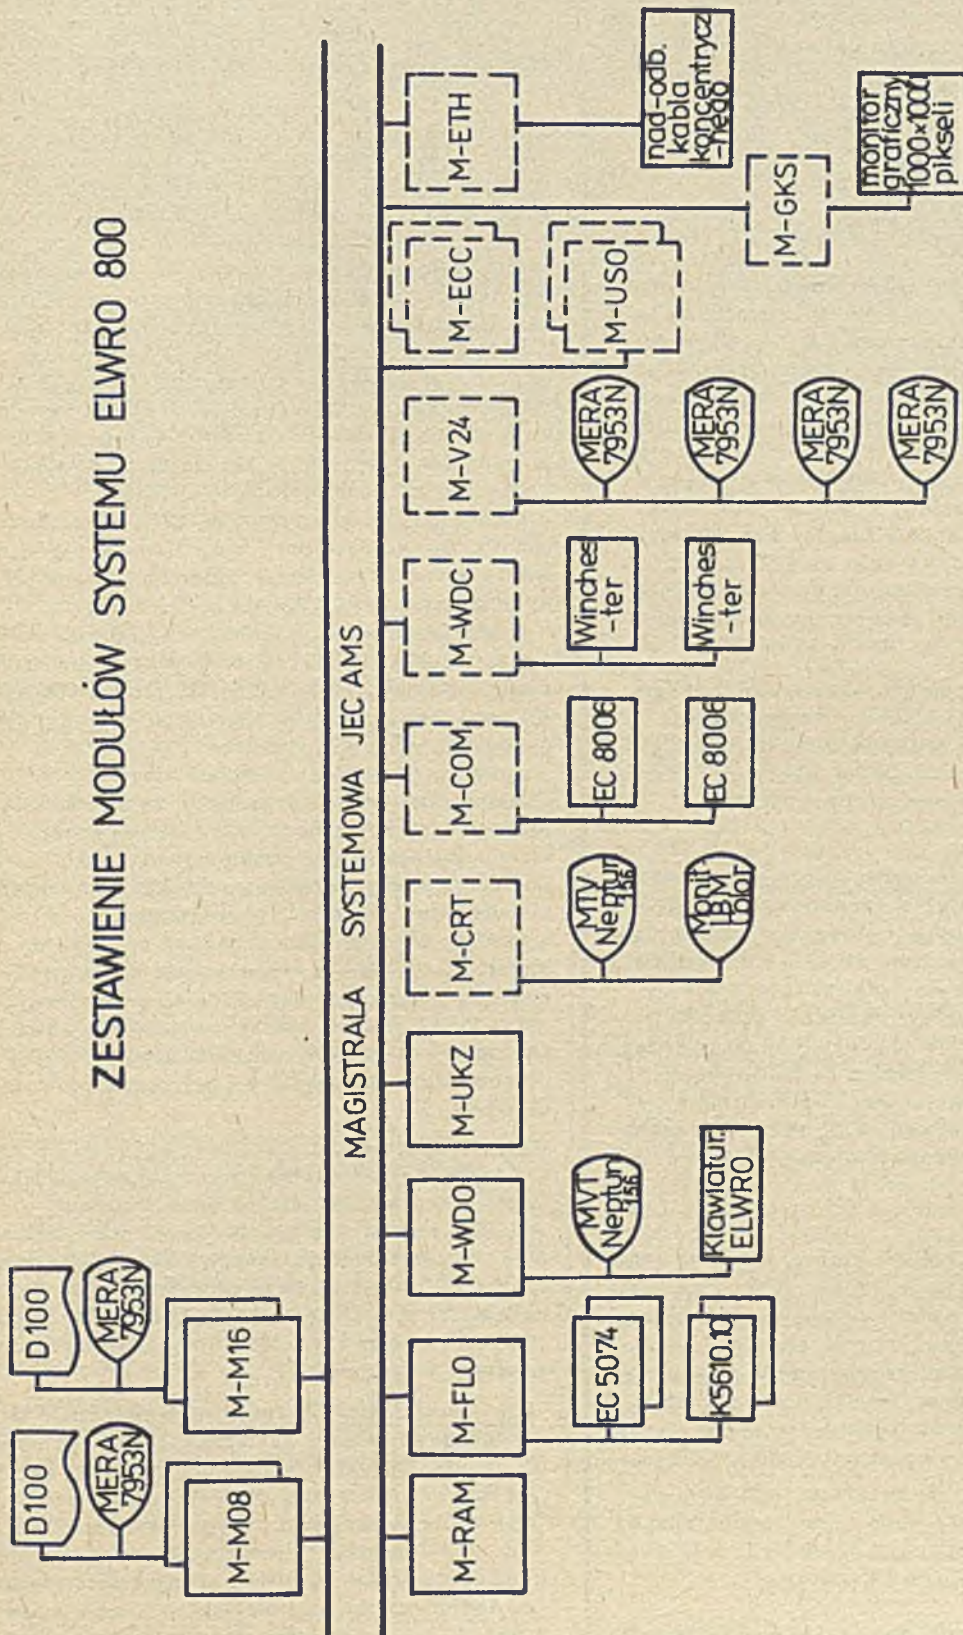 ZESTAWIENIE MODUŁÓW SYSTEMU ELWRO 800
D100
MERA
7953N
M-M08
D100
MERA
7953N
M-M16
MAGISTRALA SYSTEMOWA JEC AMS
M-RAM
M-FLO
EC 5074
K5610.10
M-WDO
MVT
Neptun
156
Klawiatur.
ELWRO
M-UKZ
M-CRT
MTV
Neptun
156
Monit.
IBM
color
M-COM
EC 8006
EC 8006
M-WDC
Winches
-ter
Winches
-ter
M-V24
MERA
7953N
MERA
7953N
MERA
7953N
MERA
7953N
M-ECC
M-USO
M-ETH
nad-odb.
kabla
koncentrycz
-nego
M-GKS
monitor
graficzny
1000×1000
pikseli